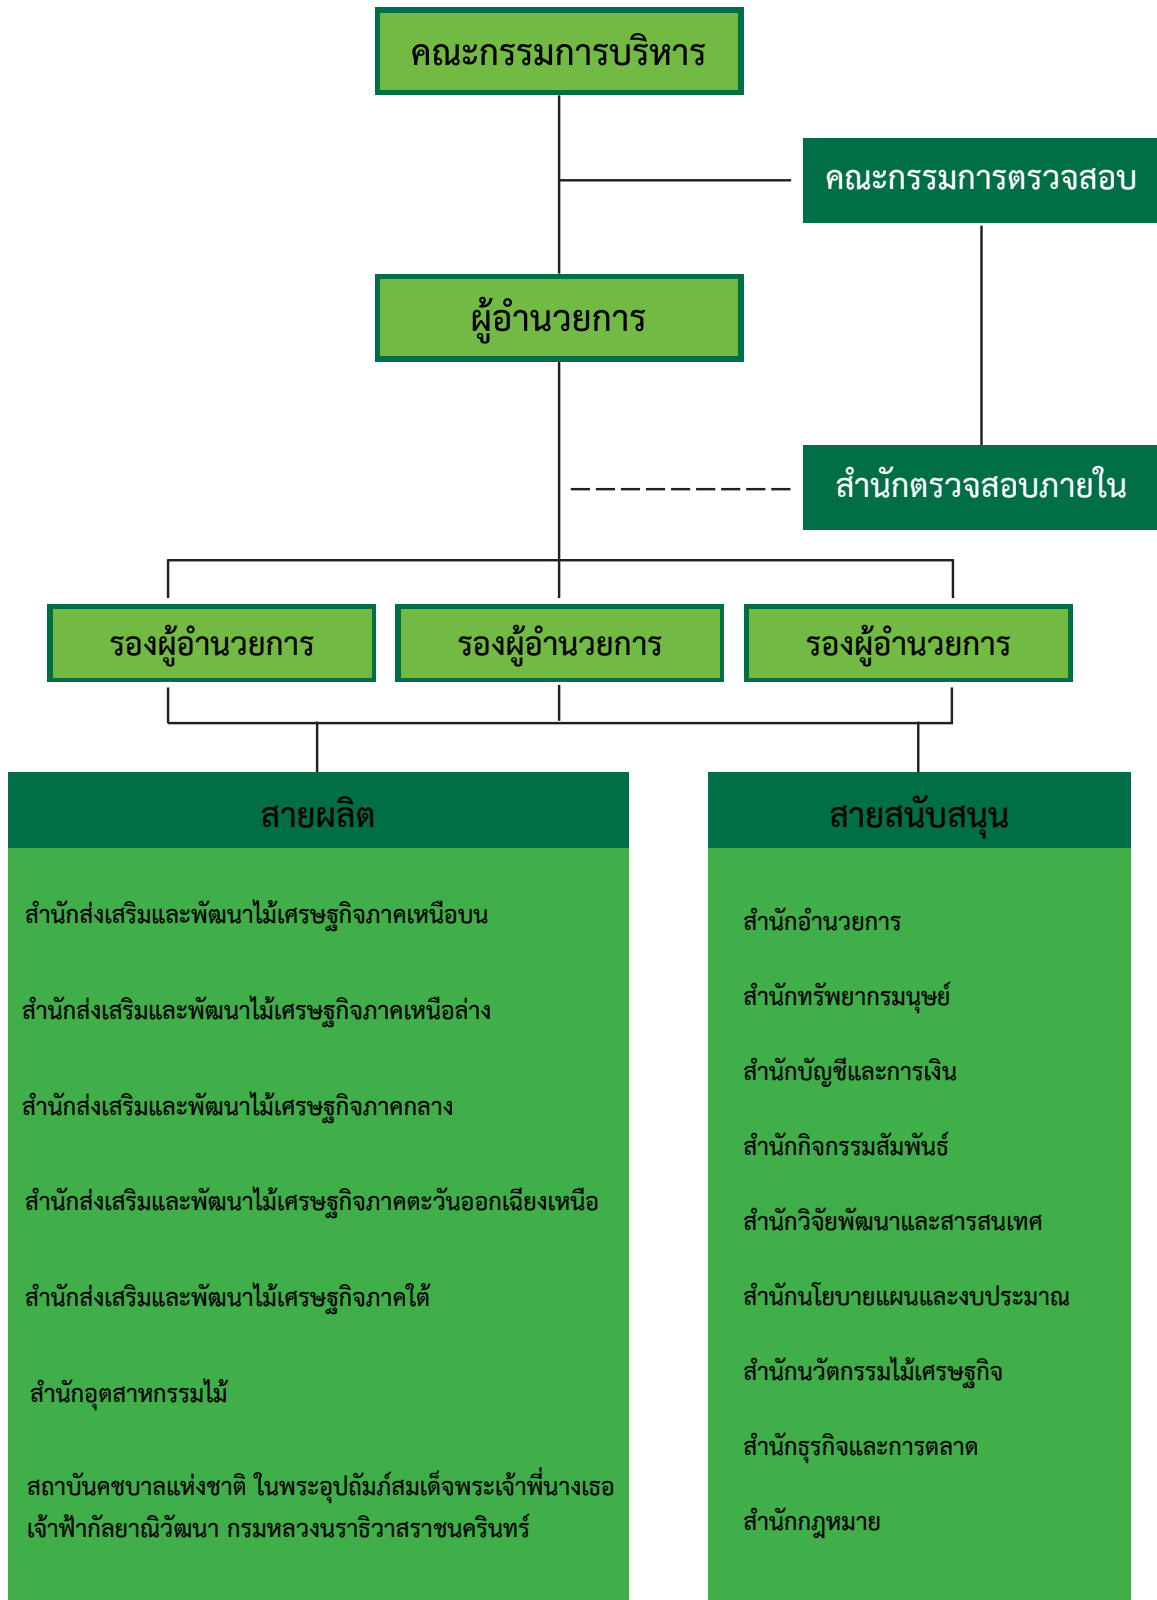 คณะกรรมการบริหาร
คณะกรรมการตรวจสอบ
ผู้อำนวยการ
สำนักตรวจสอบภายใน
รองผู้อำนวยการ
รองผู้อำนวยการ
รองผู้อำนวยการ
สายผลิต
สำนักส่งเสริมและพัฒนาไม้เศรษฐกิจภาคเหนือบน
สำนักส่งเสริมและพัฒนาไม้เศรษฐกิจภาคเหนือล่าง
สำนักส่งเสริมและพัฒนาไม้เศรษฐกิจภาคกลาง
สำนักส่งเสริมและพัฒนาไม้เศรษฐกิจภาคตะวันออกเฉียงเหนือ
สำนักส่งเสริมและพัฒนาไม้เศรษฐกิจภาคใต้
สำนักอุตสาหกรรมไม้
สถาบันคชบาลแห่งชาติ ในพระอุปถัมภ์สมเด็จพระเจ้าพี่นางเธอ
เจ้าฟ้ากัลยาณิวัฒนา กรมหลวงนราธิวาสราชนครินทร์
สายสนับสนุน
สำนักอำนวยการ
สำนักทรัพยากรมนุษย์
สำนักบัญชีและการเงิน
สำนักกิจกรรมสัมพันธ์
สำนักวิจัยพัฒนาและสารสนเทศ
สำนักนโยบายแผนและงบประมาณ
สำนักนวัตกรรมไม้เศรษฐกิจ
สำนักธุรกิจและการตลาด
สำนักกฎหมาย